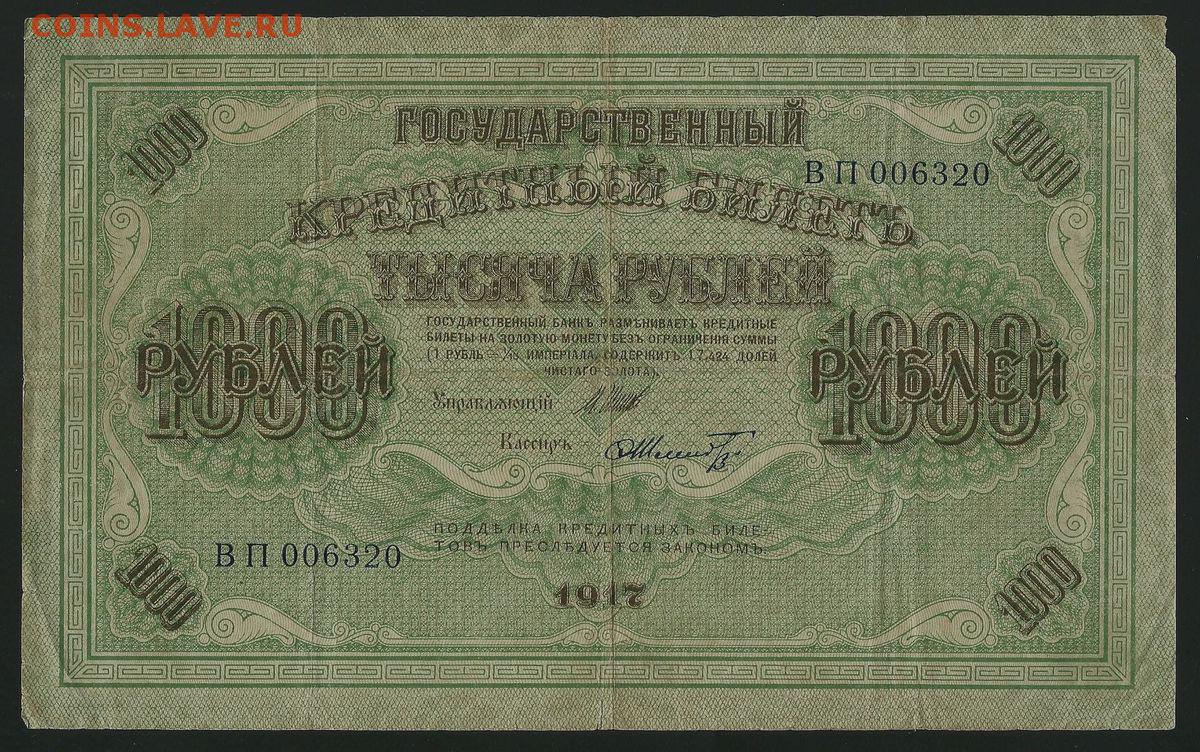 COINS.LAVE.RU
1000
1000
ГОСУДАРСТВЕННЫЙ
ВП 006320
КРЕДИТНЫЙ БИЛЕТЪ
ТЫСЯЧА РУБЛЕЙ
ГОСУДАРСТВЕННЫЙ БАНКЪ РАЗМѢНИВАЕТЪ КРЕДИТНЫЕ
БИЛЕТЫ НА ЗОЛОТУЮ МОНЕТУ БЕЗЪ ОГРАНИЧЕНІЯ СУММЫ
(1 РУБЛЬ = 1/15 ИМПЕРІАЛА, СОДЕРЖИТЪ 17,424 ДОЛЕЙ
ЧИСТАГО ЗОЛОТА).
1000
РУБЛЕЙ
1000
РУБЛЕЙ
Управляющій
Кассиръ
ПОДДѢЛКА КРЕДИТНЫХЪ БИЛЕ-
ТОВЪ ПРЕСЛѢДУЕТСЯ ЗАКОНОМЪ.
ВП 006320
1917
1000
1000